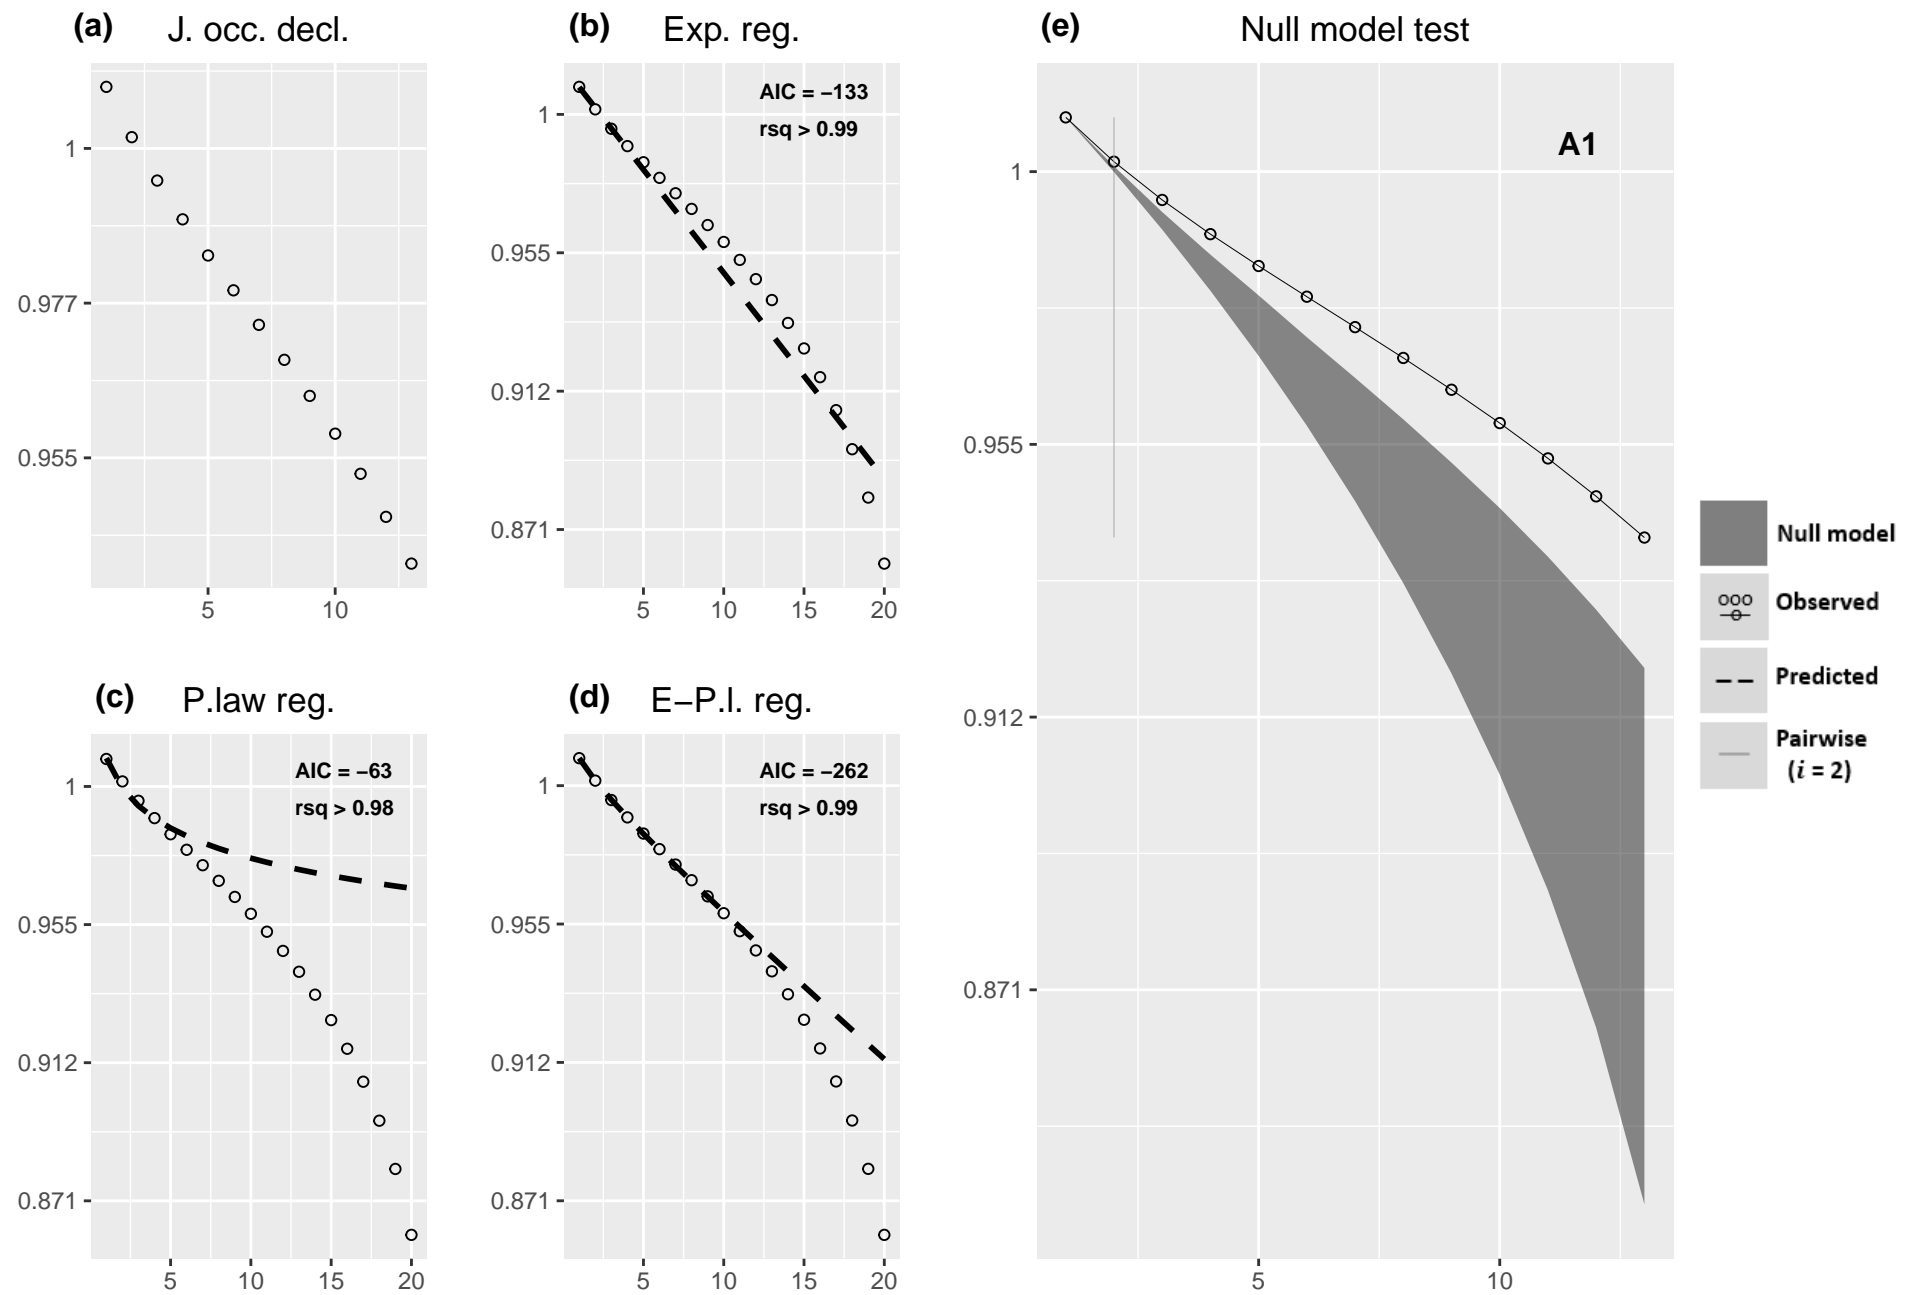 (a) J. occ. decl.
1
0.977
0.955
5 10
(b) Exp. reg.
AIC = −133
rsq > 0.99
1
0.955
0.912
0.871
5 10 15 20
(c) P.law reg.
AIC = −63
rsq > 0.98
1
0.955
0.912
0.871
5 10 15 20
(d) E−P.l. reg.
AIC = −262
rsq > 0.99
1
0.955
0.912
0.871
5 10 15 20
(e) Null model test
A1
1
0.955
0.912
0.871
5 10
Null model
Observed
Predicted
Pairwise
(i = 2)